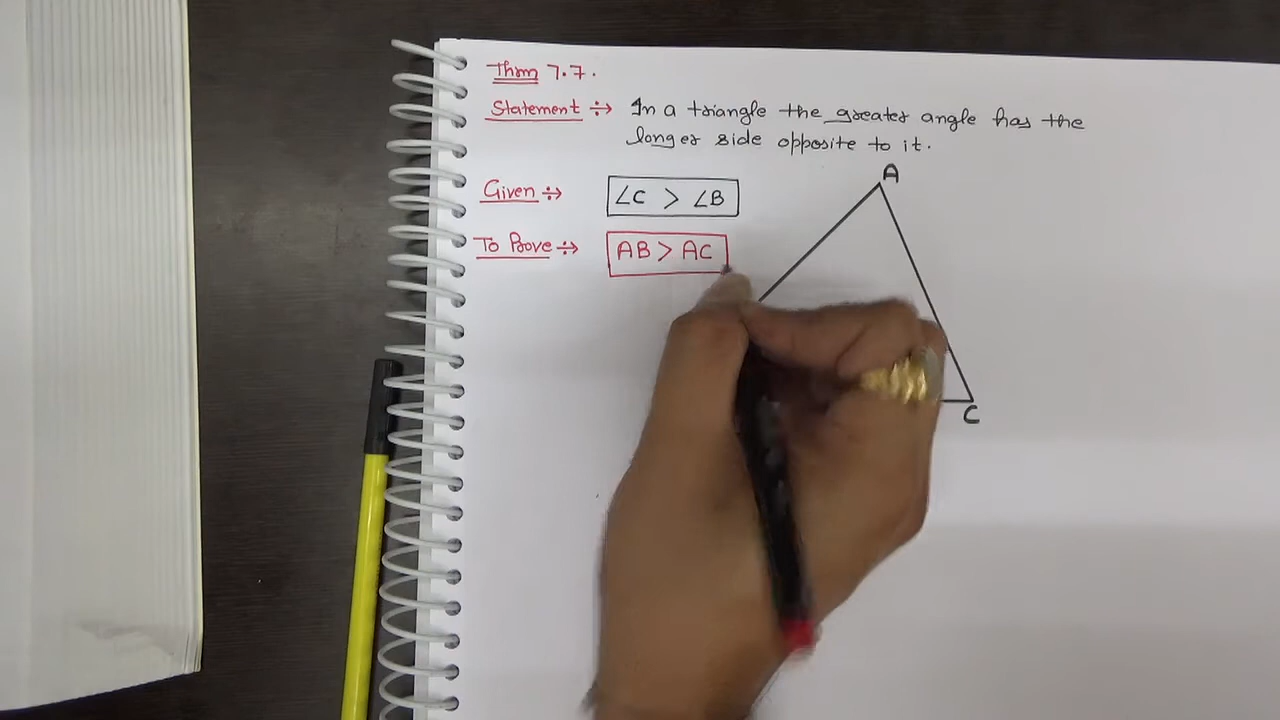 Thm 7.7.
Statement ÷> In a triangle the greater angle has the
longer side opposite to it.
Given ÷> ∠C > ∠B
To Prove ÷> AB > AC
A
C